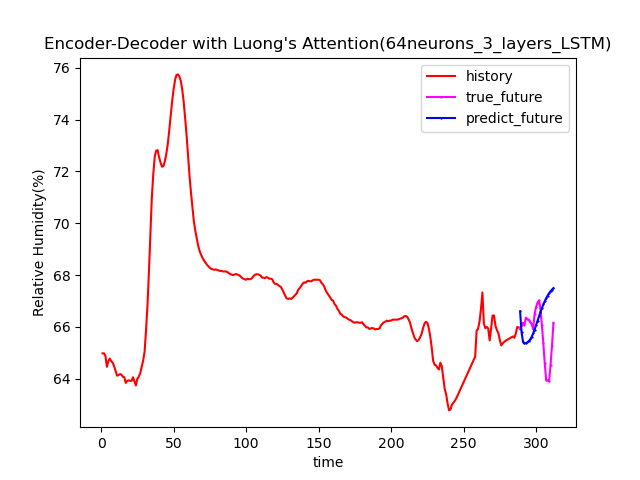 Encoder-Decoder with Luong's Attention(64neurons_3_layers_LSTM)
history
true_future
predict_future
Relative Humidity(%)
76
74
72
70
68
66
64
0 50 100 150 200 250 300
time